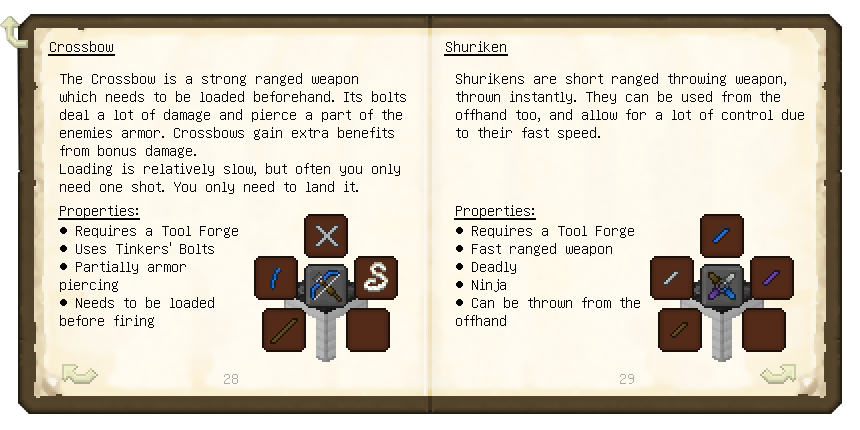 Crossbow
The Crossbow is a strong ranged weapon
which needs to be loaded beforehand. Its bolts
deal a lot of damage and pierce a part of the
enemies armor. Crossbows gain extra benefits
from bonus damage.
Loading is relatively slow, but often you only
need one shot. You only need to land it.
Properties:
● Requires a Tool Forge
● Uses Tinkers' Bolts
● Partially armor
piercing
● Needs to be loaded
before firing
28
Shuriken
Shurikens are short ranged throwing weapon,
thrown instantly. They can be used from the
offhand too, and allow for a lot of control due
to their fast speed.
Properties:
● Requires a Tool Forge
● Fast ranged weapon
● Deadly
● Ninja
● Can be thrown from the
offhand
29